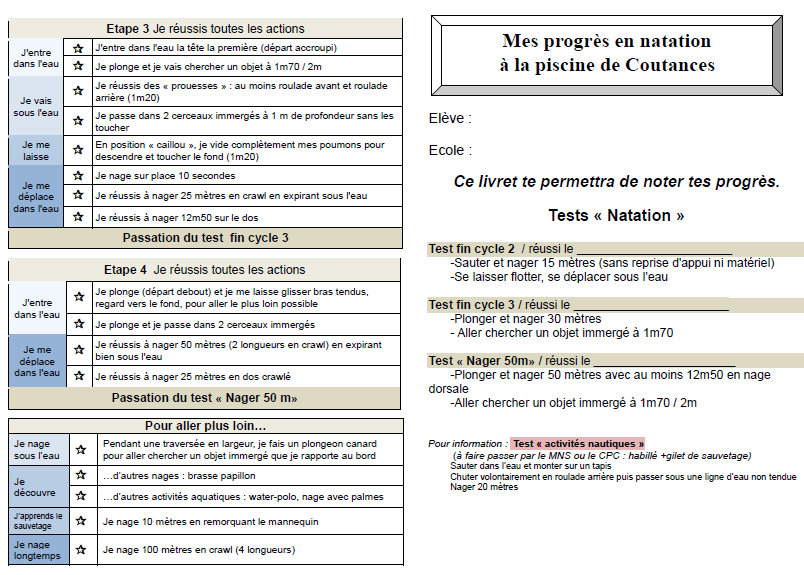 Etape 3 Je réussis toutes les actions
J'entre dans l'eau
J'entre dans l'eau la tête la première (départ accroupi)
Je plonge et je vais chercher un objet à 1m70 / 2m
Je vais sous l'eau
Je réussis des « prouesses » : au moins roulade avant et roulade
arrière (1m20)
Je passe dans 2 cerceaux immergés à 1 m de profondeur sans les
toucher
Je me laisse
En position « caillou », je vide complètement mes poumons pour
descendre et toucher le fond (1m20)
Je me déplace dans l'eau
Je nage sur place 10 secondes
Je réussis à nager 25 mètres en crawl en expirant sous l'eau
Je réussis à nager 12m50 sur le dos
Passation du test fin cycle 3
Etape 4 Je réussis toutes les actions
J'entre dans l'eau
Je plonge (départ debout) et je me laisse glisser bras tendus,
regard vers le fond, pour aller le plus loin possible
Je plonge et je passe dans 2 cerceaux immergés
Je me déplace dans l'eau
Je réussis à nager 50 mètres (2 longueurs en crawl) en expirant
bien sous l'eau
Je réussis à nager 25 mètres en dos crawlé
Passation du test « Nager 50 m»
Pour aller plus loin…
Je nage sous l'eau
Pendant une traversée en largeur, je fais un plongeon canard
pour aller chercher un objet immergé que je rapporte au bord
Je découvre
…d'autres nages : brasse papillon
…d'autres activités aquatiques : water-polo, nage avec palmes
J'apprends le sauvetage
Je nage 10 mètres en remorquant le mannequin
Je nage longtemps
Je nage 100 mètres en crawl (4 longueurs)
Mes progrès en natation
à la piscine de Coutances
Elève :
Ecole :
Ce livret te permettra de noter tes progrès.
Tests « Natation »
Test fin cycle 2 / réussi le ________________________
-Sauter et nager 15 mètres (sans reprise d'appui ni matériel)
-Se laisser flotter, se déplacer sous l'eau
Test fin cycle 3 / réussi le ________________________
-Plonger et nager 30 mètres
- Aller chercher un objet immergé à 1m70
Test « Nager 50m» / réussi le ______________________
-Plonger et nager 50 mètres avec au moins 12m50 en nage
dorsale
-Aller chercher un objet immergé à 1m70 / 2m
Pour information : Test « activités nautiques »
(à faire passer par le MNS ou le CPC : habillé +gilet de sauvetage)
Sauter dans l'eau et monter sur un tapis
Chuter volontairement en roulade arrière puis passer sous une ligne d'eau non tendue
Nager 20 mètres